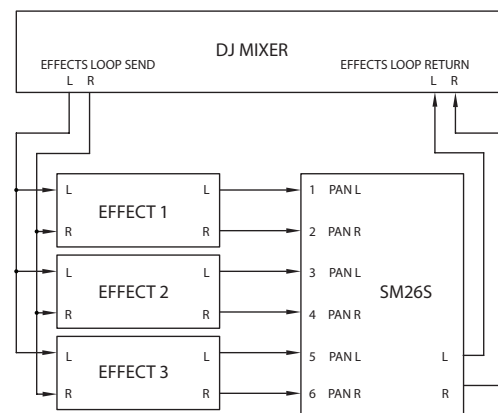 DJ MIXER
EFFECTS LOOP SEND
L R
EFFECTS LOOP RETURN
L R
L EFFECT 1 L
R R
1 PAN L
2 PAN R
L EFFECT 2 L
R R
3 PAN L
4 PAN R
SM26S
L EFFECT 3 L
R R
5 PAN L L
6 PAN R R